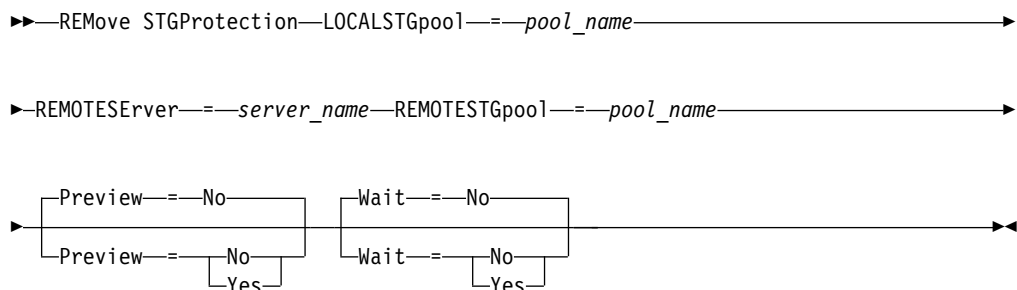 ►►─REMove STGProtection─LOCALSTGpool─=─pool_name─►
►─REMOTESErver─=─server_name─REMOTESTGpool─=─pool_name─►
Preview─=─No Wait─=─No
►─ ─►◄
Preview─=─No Wait─=─No
Yes Yes